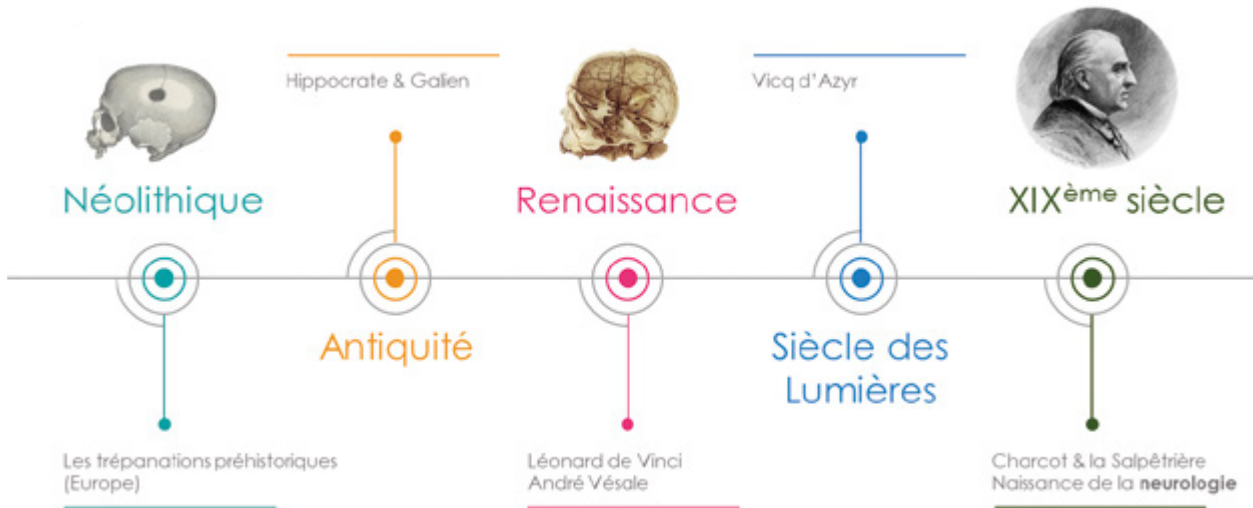 Néolithique
Les trépanations préhistoriques
(Europe)
Hippocrate & Galien
Antiquité
Renaissance
Léonard de Vinci
André Vésale
Vicq d'Azyr
Siècle des
Lumières
XIXème siècle
Charcot & la Salpêtrière
Naissance de la neurologie